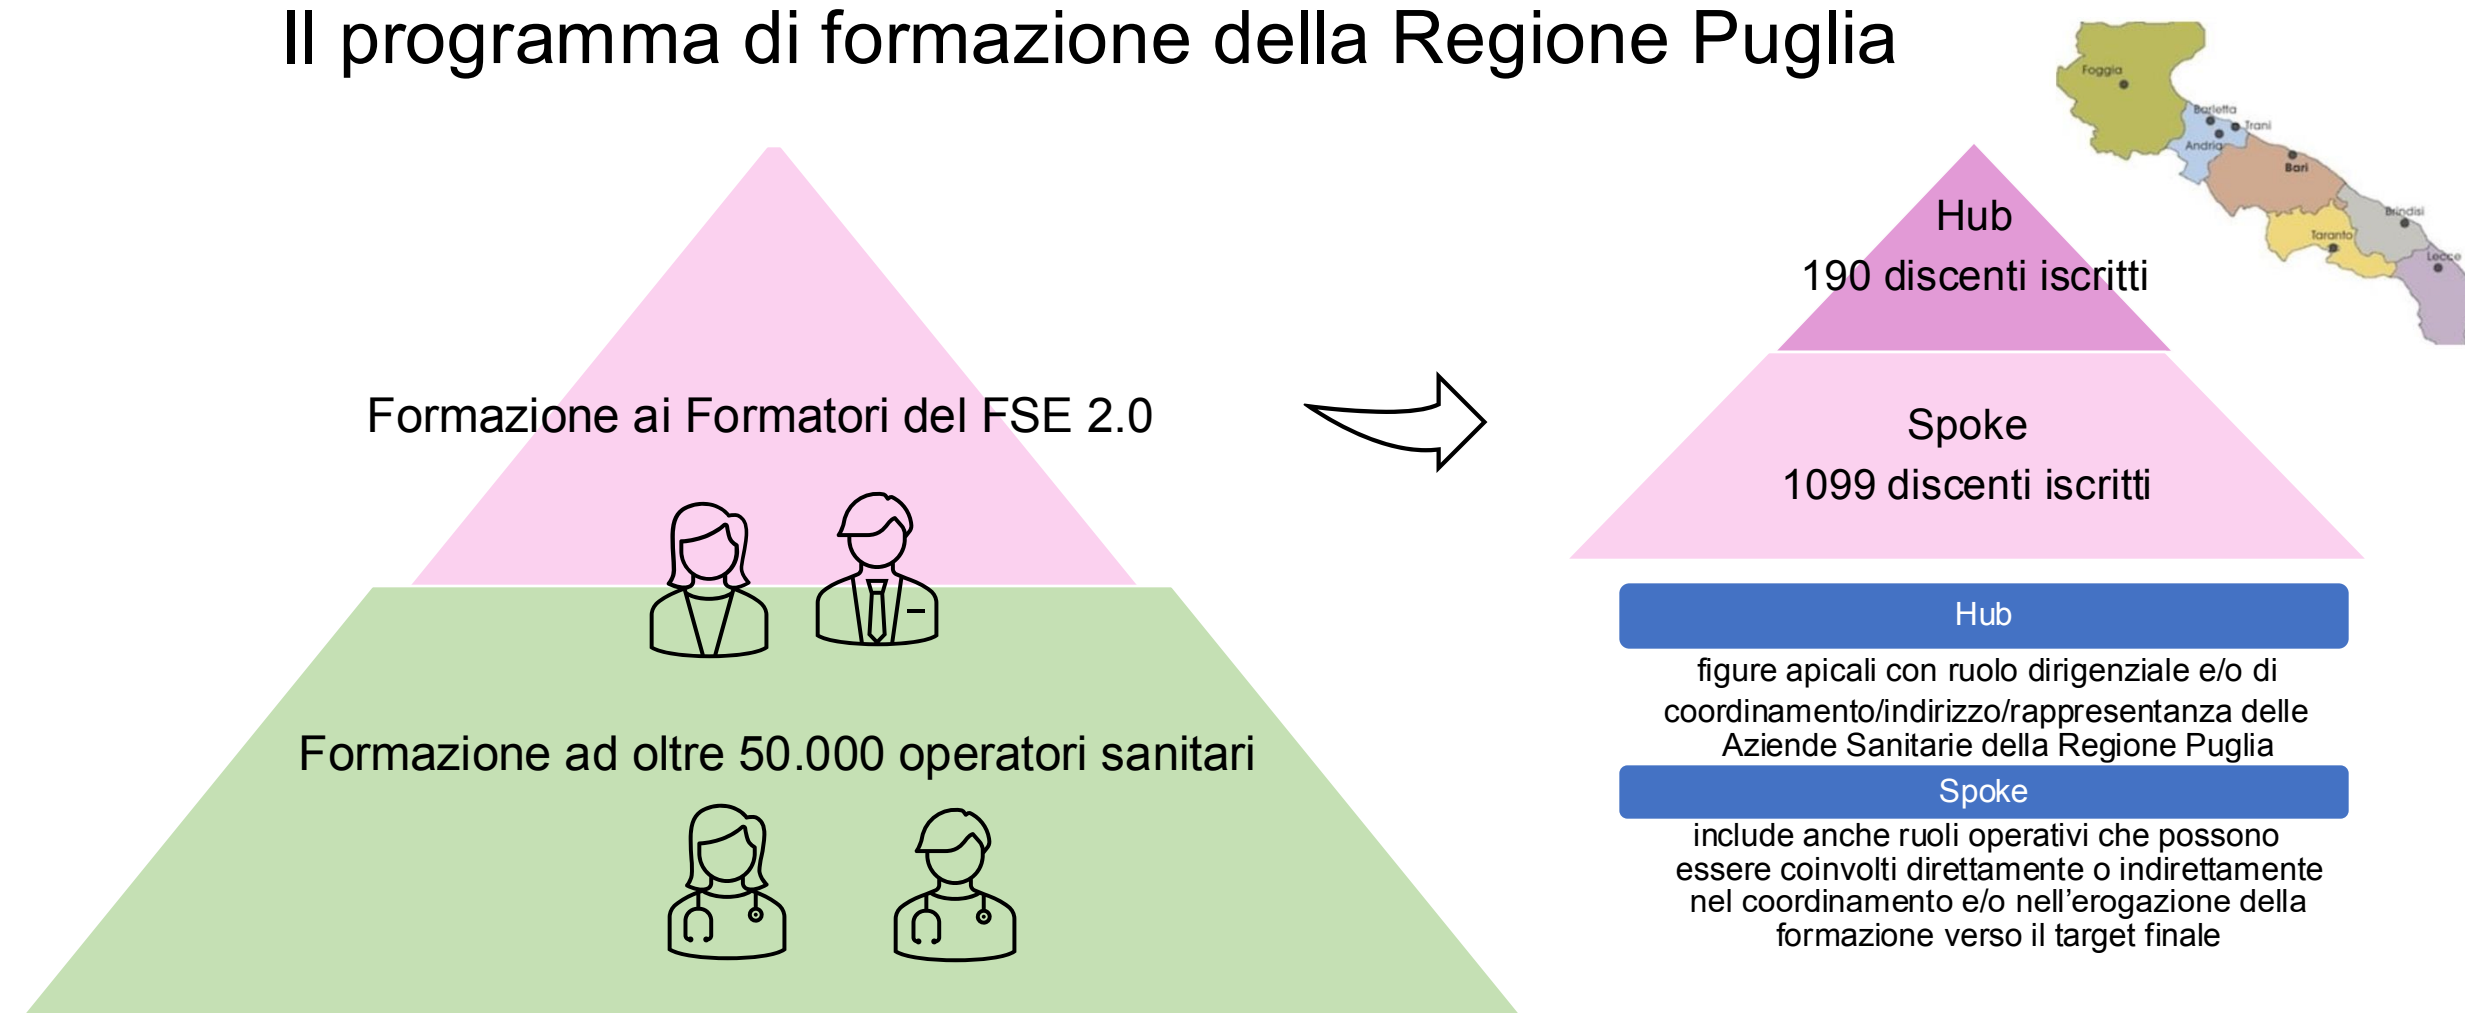 Il programma di formazione della Regione Puglia
Foggia
Barletta
Trani
Andria
Bari
Brindisi
Taranto
Lecce
Formazione ai Formatori del FSE 2.0
Formazione ad oltre 50.000 operatori sanitari
Hub
190 discenti iscritti
Spoke
1099 discenti iscritti
Hub
figure apicali con ruolo dirigenziale e/o di
coordinamento/indirizzo/rappresentanza delle
Aziende Sanitarie della Regione Puglia
Spoke
include anche ruoli operativi che possono
essere coinvolti direttamente o indirettamente
nel coordinamento e/o nell'erogazione della
formazione verso il target finale